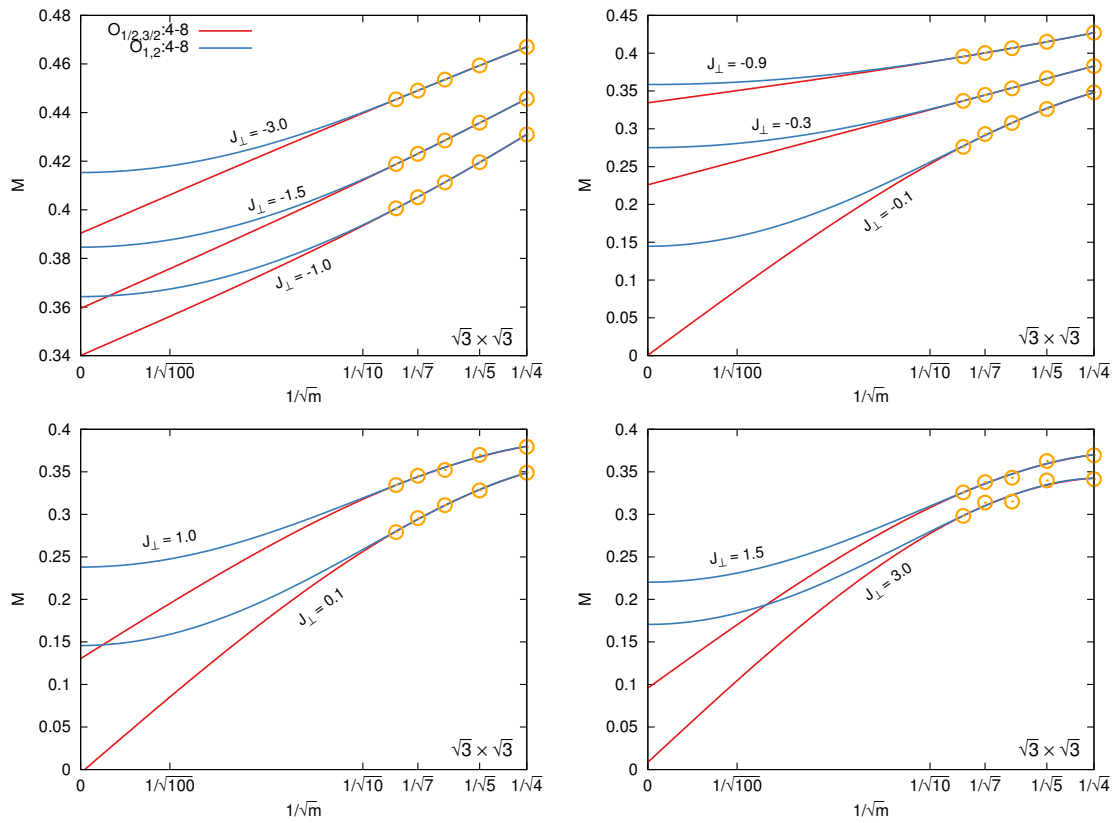 O1/2,3/2:4-8
O1,2:4-8
0.48
0.46
0.44
0.42
0.4
0.38
0.36
0.34
M
J⊥ = -3.0
J⊥ = -1.5
J⊥ = -1.0
√3 × √3
0 1/√100 1/√10 1/√7 1/√5 1/√4
1/√m
0.45
0.4
0.35
0.3
0.25
0.2
0.15
0.1
0.05
0
M
J⊥ = -0.9
J⊥ = -0.3
J⊥ = -0.1
√3 × √3
0 1/√100 1/√10 1/√7 1/√5 1/√4
1/√m
0.4
0.35
0.3
0.25
0.2
0.15
0.1
0.05
0
M
J⊥ = 1.0
J⊥ = 0.1
√3 × √3
0 1/√100 1/√10 1/√7 1/√5 1/√4
1/√m
0.4
0.35
0.3
0.25
0.2
0.15
0.1
0.05
0
M
J⊥ = 1.5
J⊥ = 3.0
√3 × √3
0 1/√100 1/√10 1/√7 1/√5 1/√4
1/√m